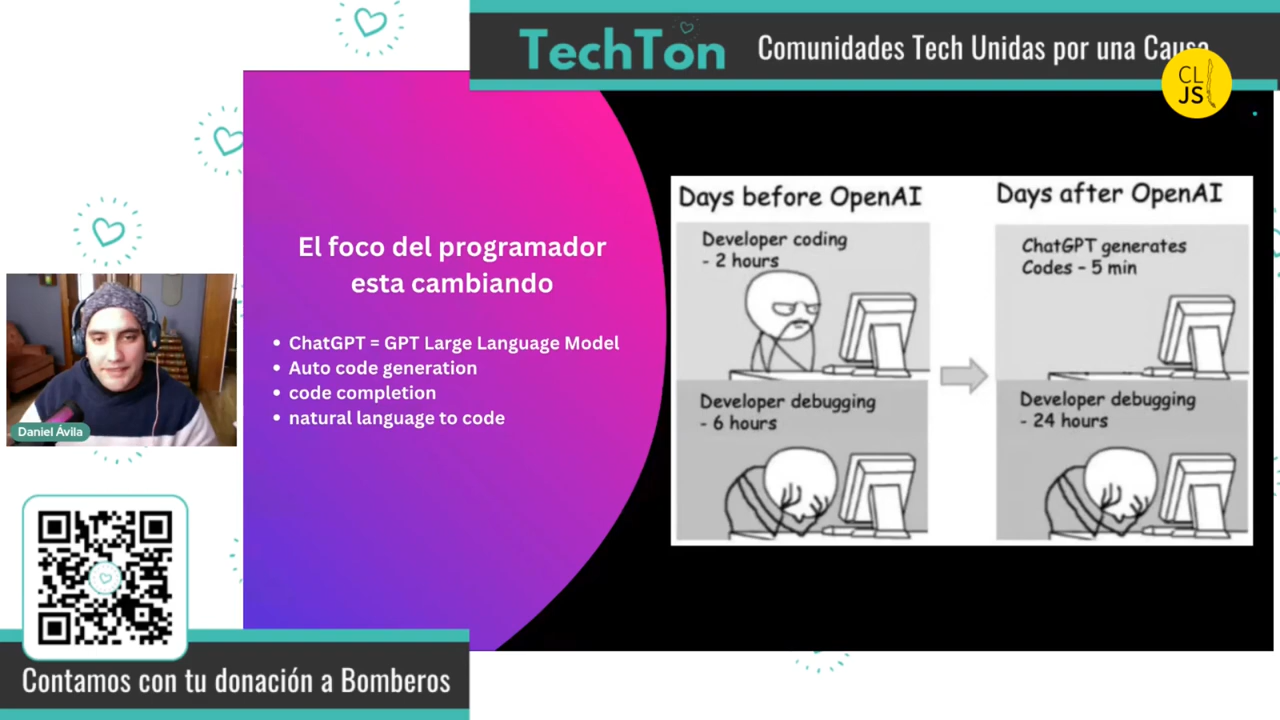 TechTon
Comunidades Tech Unidas por una Causa
CL
JS
El foco del programador
esta cambiando
• ChatGPT = GPT Large Language Model
• Auto code generation
• code completion
• natural language to code
Days before OpenAI
Developer coding
- 2 hours
Developer debugging
- 6 hours
Days after OpenAI
ChatGPT generates
Codes - 5 min
Developer debugging
- 24 hours
Daniel Ávila
Contamos con tu donación a Bomberos